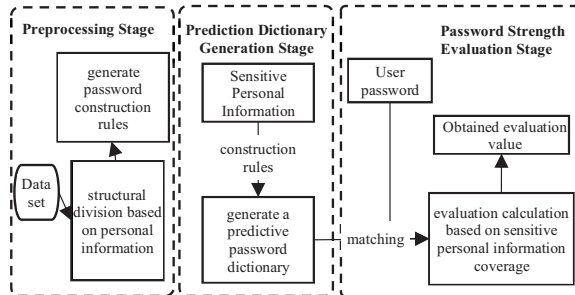 Preprocessing Stage
generate
password
construction
rules
Data
set
structural
division based
on personal
information
Prediction Dictionary
Generation Stage
Sensitive
Personal
Information
construction
rules
generate a
predictive password
dictionary
Password Strength
Evaluation Stage
User
password
Obtained evaluation
value
matching
evaluation calculation
based on sensitive
personal information
coverage